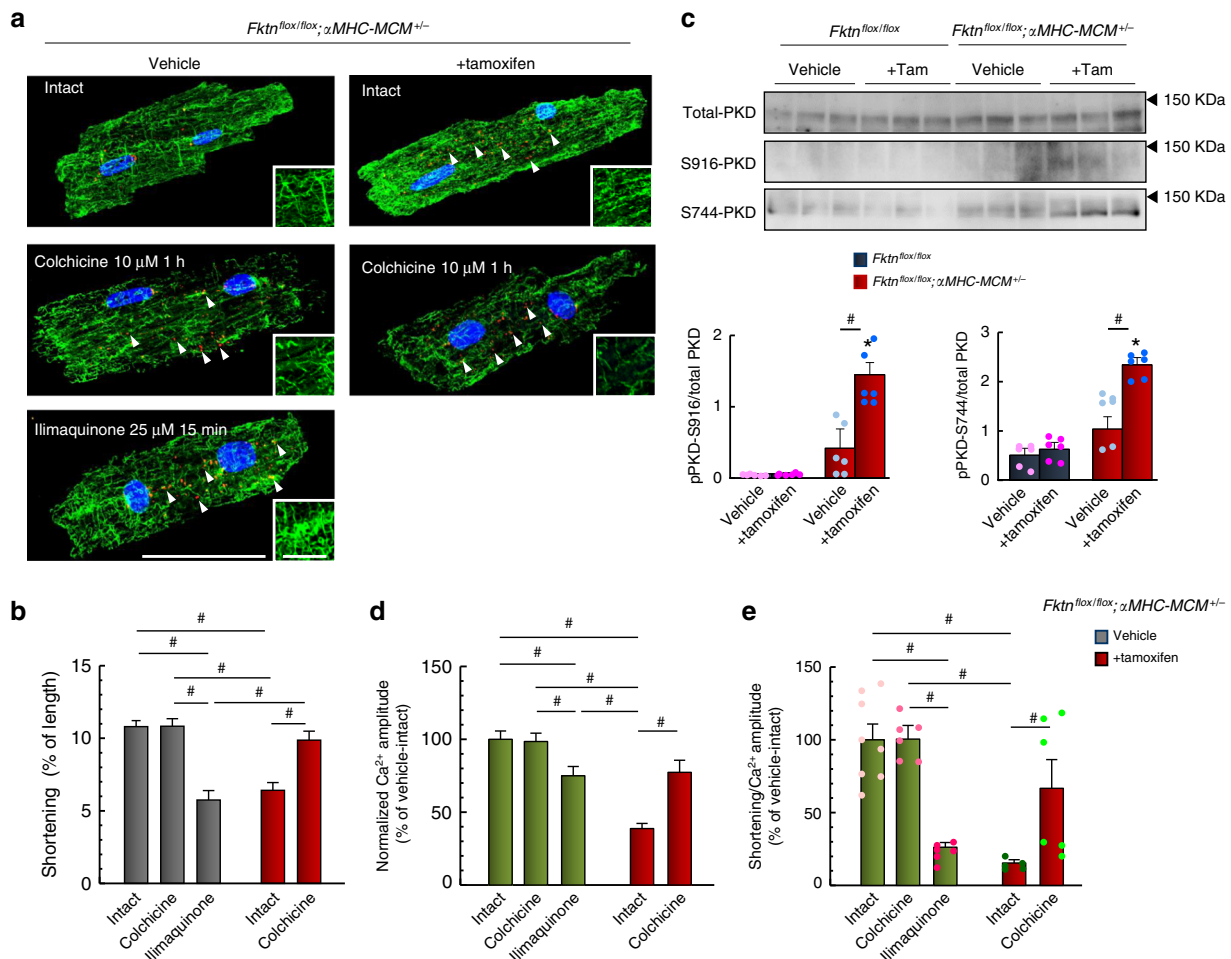 a
Fktn^flox/flox; αMHC-MCM^+/–
Vehicle
+tamoxifen
Intact
Intact
Colchicine 10 μM 1 h
Colchicine 10 μM 1 h
Ilimaquinone 25 μM 15 min
c
Fktn^flox/flox
Fktn^flox/flox; αMHC-MCM^+/–
Vehicle
+Tam
Vehicle
+Tam
Total-PKD
150 KDa
S916-PKD
150 KDa
S744-PKD
150 KDa
Fktn^flox/flox
Fktn^flox/flox; αMHC-MCM^+/–
pPKD-S916/total PKD
2
1
0
#
*
Vehicle
+tamoxifen
Vehicle
+tamoxifen
pPKD-S744/total PKD
3
2
1
0
#
*
Vehicle
+tamoxifen
Vehicle
+tamoxifen
b
Shortening (% of length)
15
10
5
0
#
#
#
#
#
#
Intact
Colchicine
Ilimaquinone
Intact
Colchicine
d
Normalized Ca²⁺ amplitude
(% of vehicle-intact)
150
100
50
0
#
#
#
#
#
#
Intact
Colchicine
Ilimaquinone
Intact
Colchicine
e
Fktn^flox/flox; αMHC-MCM^+/–
Vehicle
+tamoxifen
Shortening/Ca²⁺ amplitude
(% of vehicle-intact)
150
100
50
0
#
#
#
#
#
Intact
Colchicine
Ilimaquinone
Intact
Colchicine